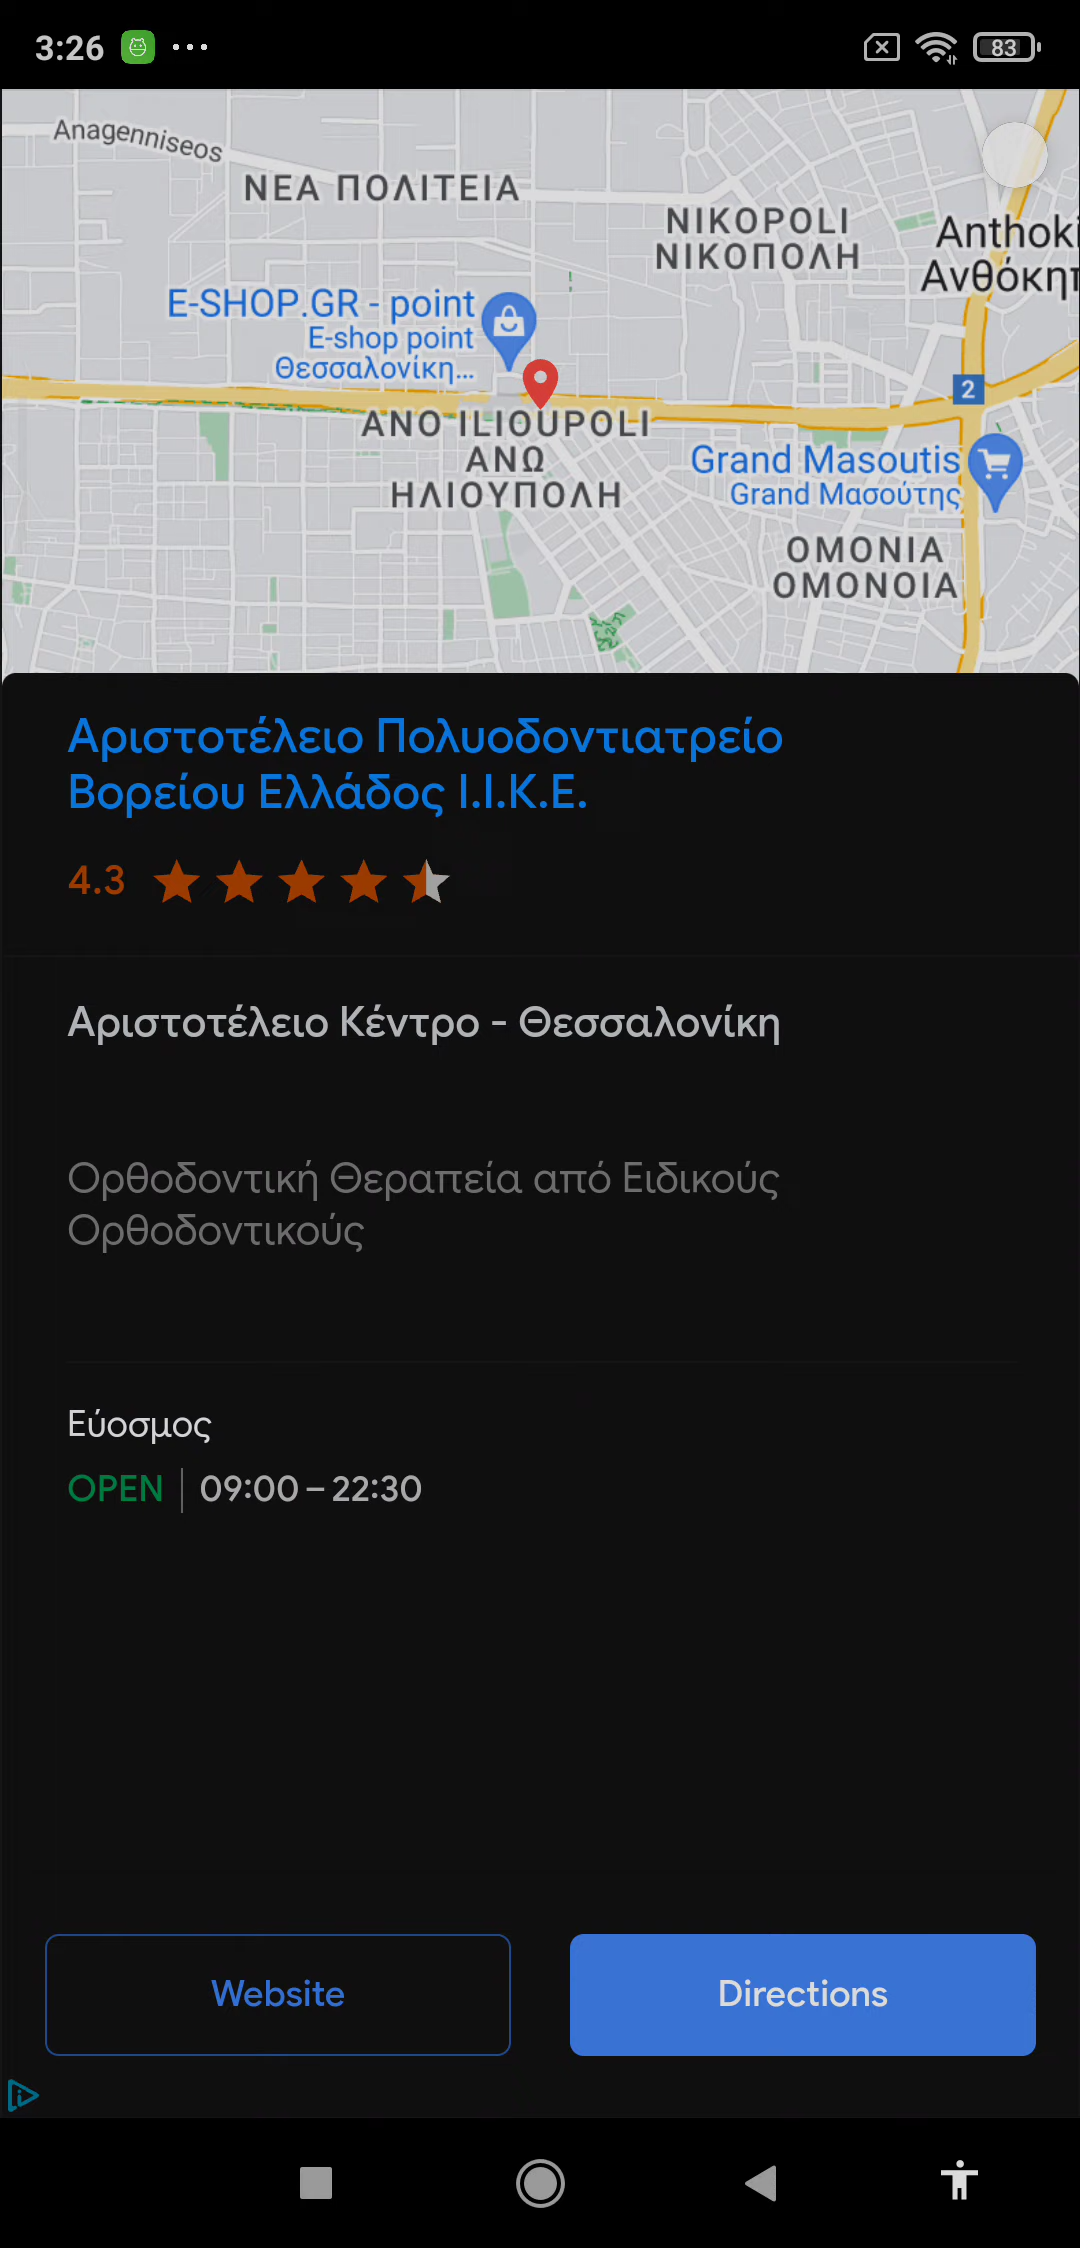 3:26
83
Anagenniseos
ΝΕΑ ΠΟΛΙΤΕΙΑ
NIKOPOLI
ΝΙΚΟΠΟΛΗ
Anthoki
Ανθόκηπ
E-SHOP.GR - point
E-shop point
Θεσσαλονίκη...
2
ANO ILIOUPOLI
ΑΝΩ
ΗΛΙΟΥΠΟΛΗ
Grand Masoutis
Grand Μασούτης
OMONIA
ΟΜΟΝΟΙΑ
Αριστοτέλειο Πολυοδοντιατρείο
Βορείου Ελλάδος Ι.Ι.Κ.Ε.
4.3
Αριστοτέλειο Κέντρο - Θεσσαλονίκη
Ορθοδοντική Θεραπεία από Ειδικούς
Ορθοδοντικούς
Εύοσμος
OPEN | 09:00 – 22:30
Website
Directions